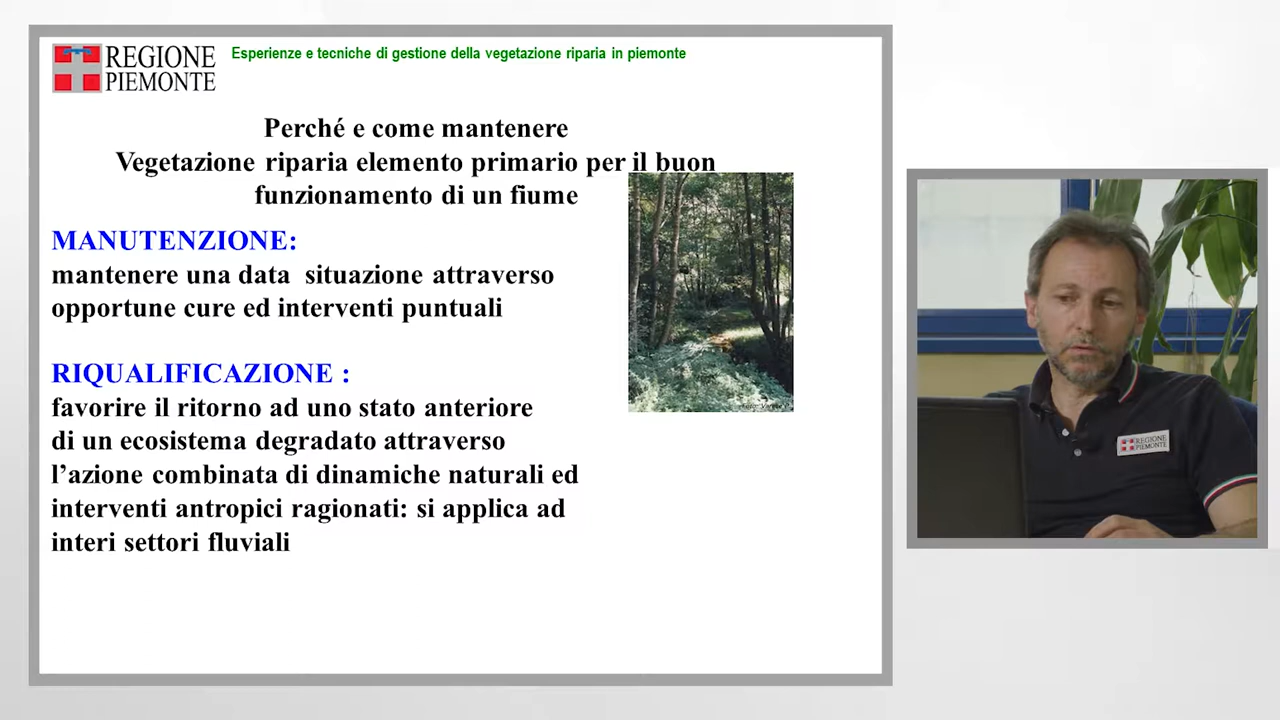 REGIONE
PIEMONTE
Esperienze e tecniche di gestione della vegetazione riparia in piemonte
Perché e come mantenere
Vegetazione riparia elemento primario per il buon
funzionamento di un fiume
MANUTENZIONE:
mantenere una data situazione attraverso
opportune cure ed interventi puntuali
RIQUALIFICAZIONE :
favorire il ritorno ad uno stato anteriore
di un ecosistema degradato attraverso
l’azione combinata di dinamiche naturali ed
interventi antropici ragionati: si applica ad
interi settori fluviali
REGIONE
PIEMONTE